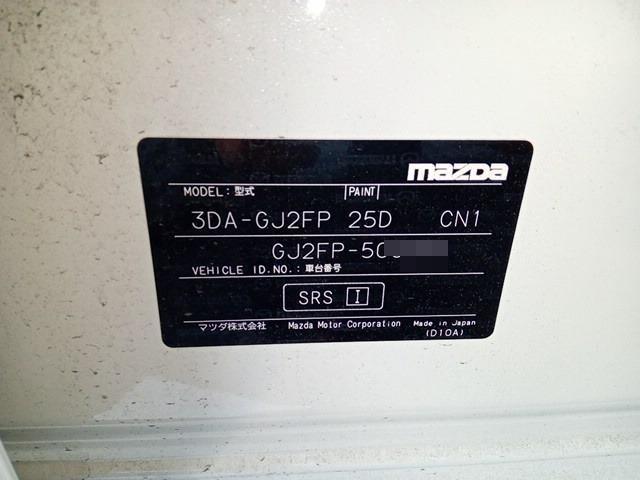 mazda
MODEL: 型式 PAINT
3DA-GJ2FP 25D CN1
GJ2FP-50
VEHICLE ID.NO.: 車台番号
SRS I
マツダ株式会社 Mazda Motor Corporation Made in Japan
(D10A)